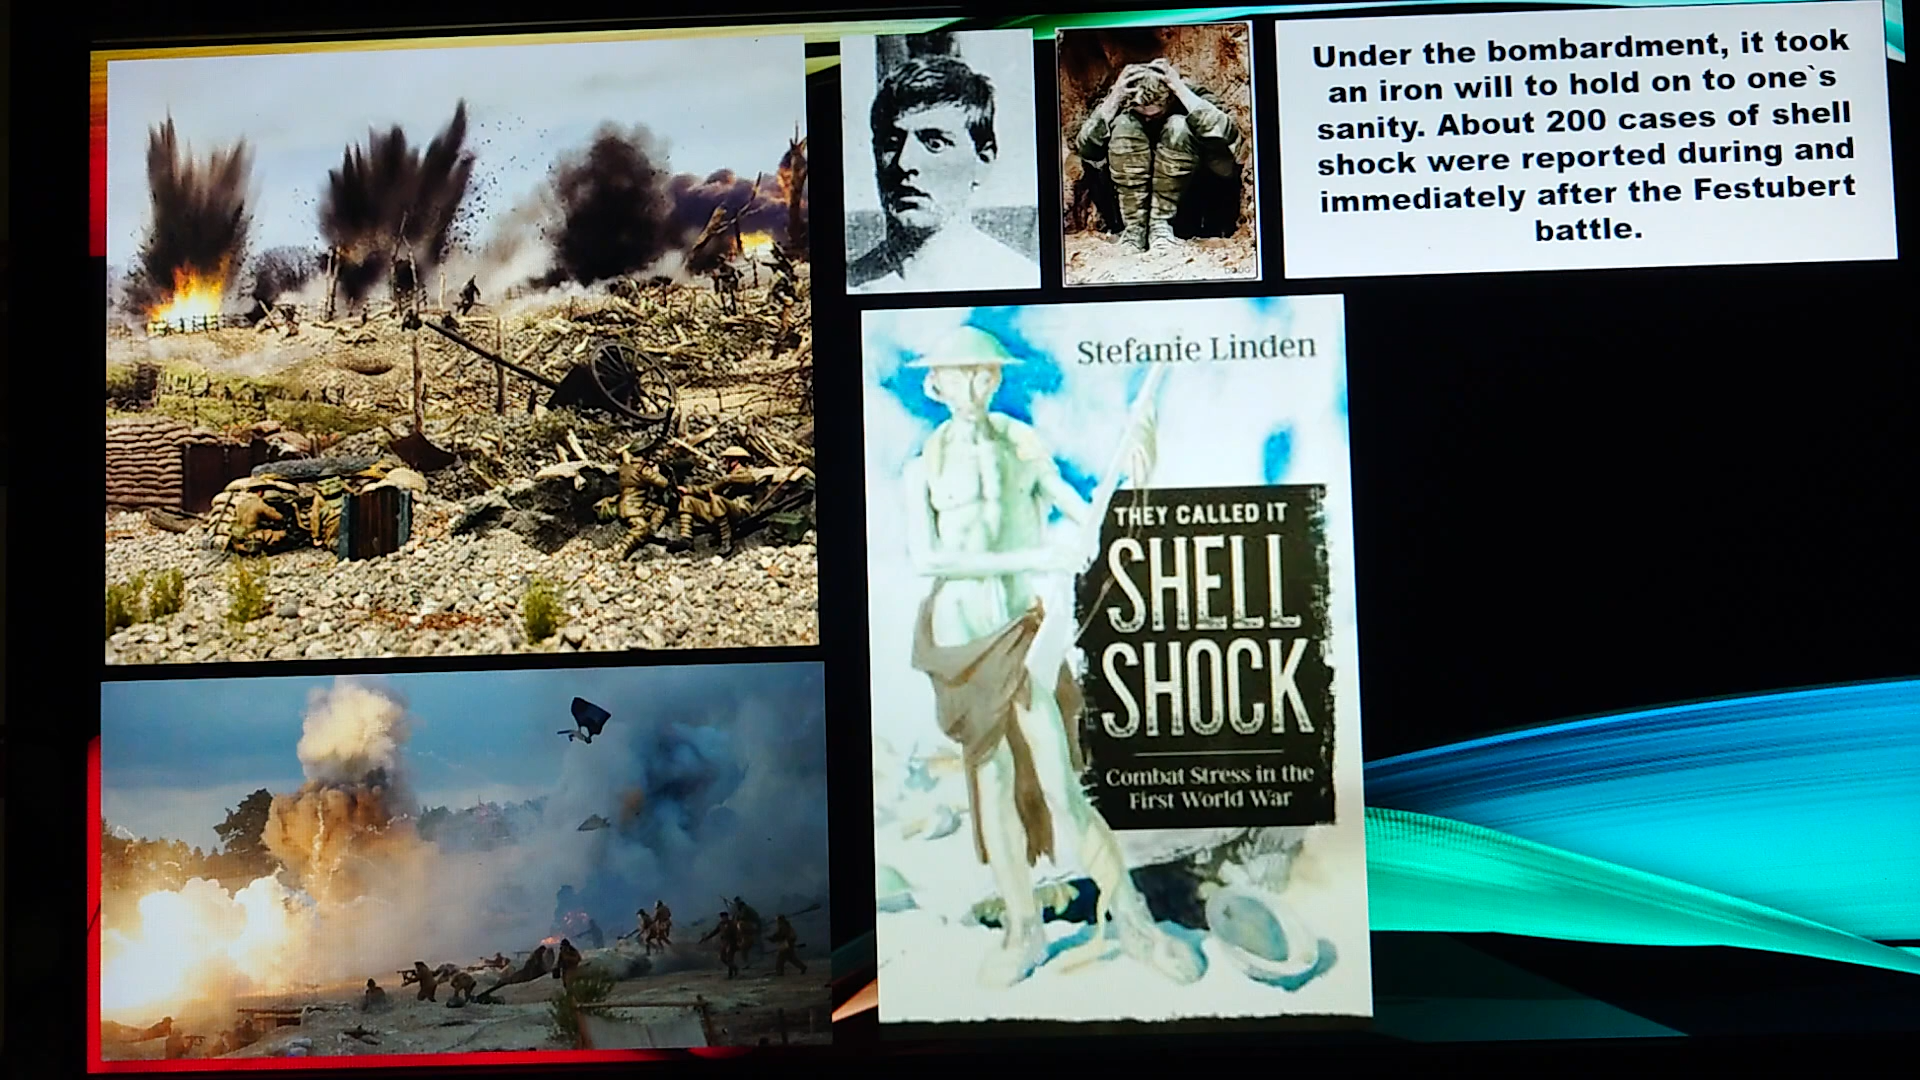 Under the bombardment, it took
an iron will to hold on to one`s
sanity. About 200 cases of shell
shock were reported during and
immediately after the Festubert
battle.
Stefanie Linden
THEY CALLED IT
SHELL
SHOCK
Combat Stress in the
First World War